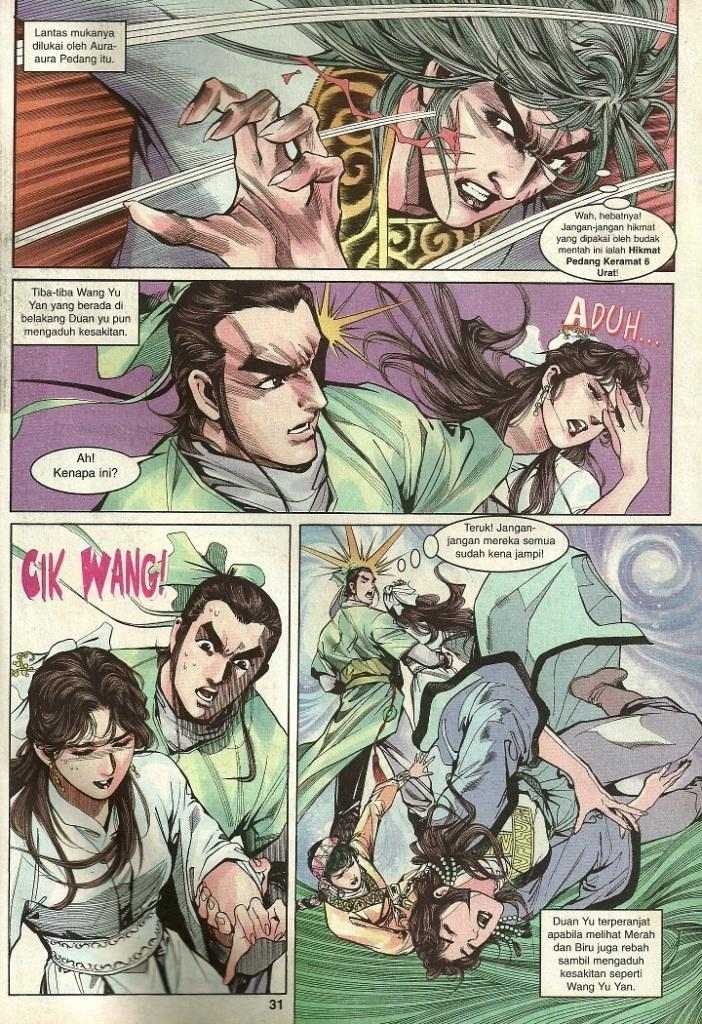 Lantas mukanya
dilukai oleh Aura-
aura Pedang itu.
Wah, hebatnya!
Jangan-jangan hikmat
yang dipakai oleh budak
mentah ini ialah Hikmat
Pedang Keramat 6
Urat!
Tiba-tiba Wang Yu
Yan yang berada di
belakang Duan yu pun
mengaduh kesakitan.
ADUH...
Ah!
Kenapa ini?
CIK WANG!
Teruk! Jangan-
jangan mereka semua
sudah kena jampi!
Duan Yu terperanjat
apabila melihat Merah
dan Biru juga rebah
sambil mengaduh
kesakitan seperti
Wang Yu Yan.
31